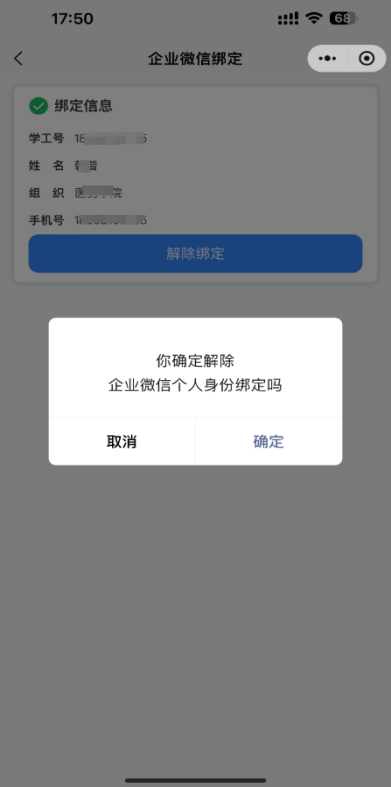 17:50
68
企业微信绑定
绑定信息
学工号 18
姓 名
组 织
手机号
解除绑定
你确定解除
企业微信个人身份绑定吗
取消
确定